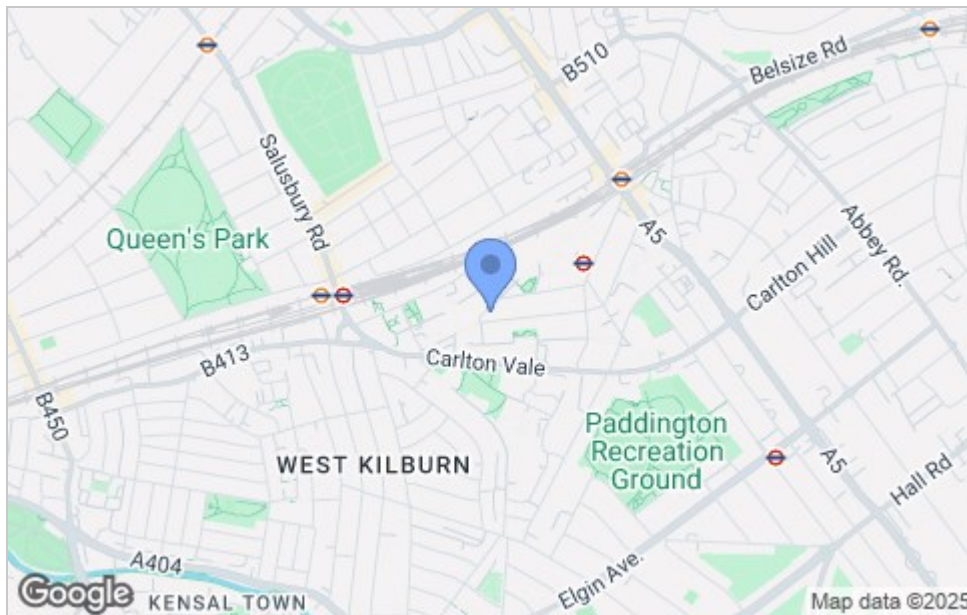 B510
Belsize Rd
Salusbury Rd
Queen's Park
A5
Abbey Rd.
Carlton Hill
B413
Carlton Vale
B450
Paddington
Recreation
Ground
WEST KILBURN
A5
Hall Rd
A404
Elgin Ave.
Google
KENSAL TOWN
Map data ©2025